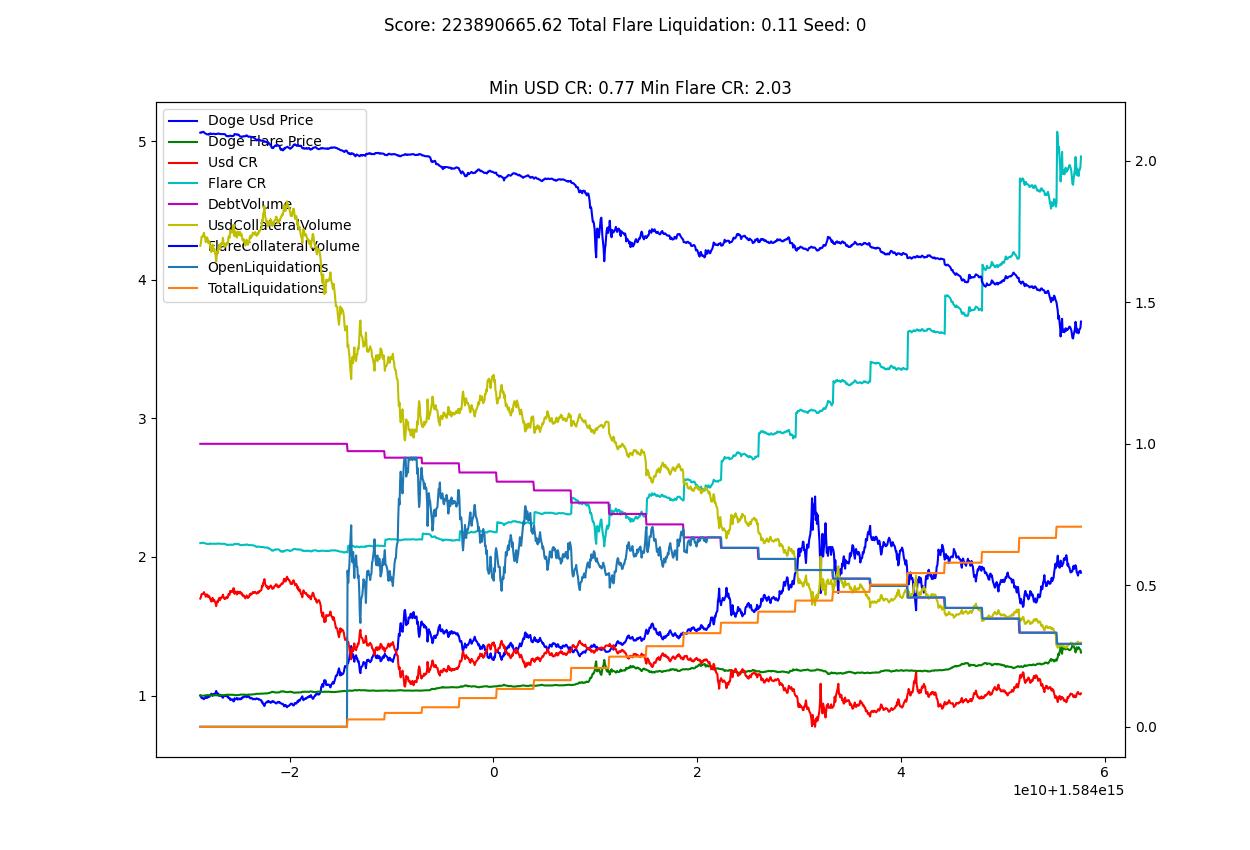 Score: 223890665.62 Total Flare Liquidation: 0.11 Seed: 0
Min USD CR: 0.77 Min Flare CR: 2.03
Doge Usd Price
Doge Flare Price
Usd CR
Flare CR
DebtVolume
UsdCollateralVolume
FlareCollateralVolume
OpenLiquidations
TotalLiquidations
5
4
3
2
1
2.0
1.5
1.0
0.5
0.0
−2
0
2
4
6
1e10+1.584e15